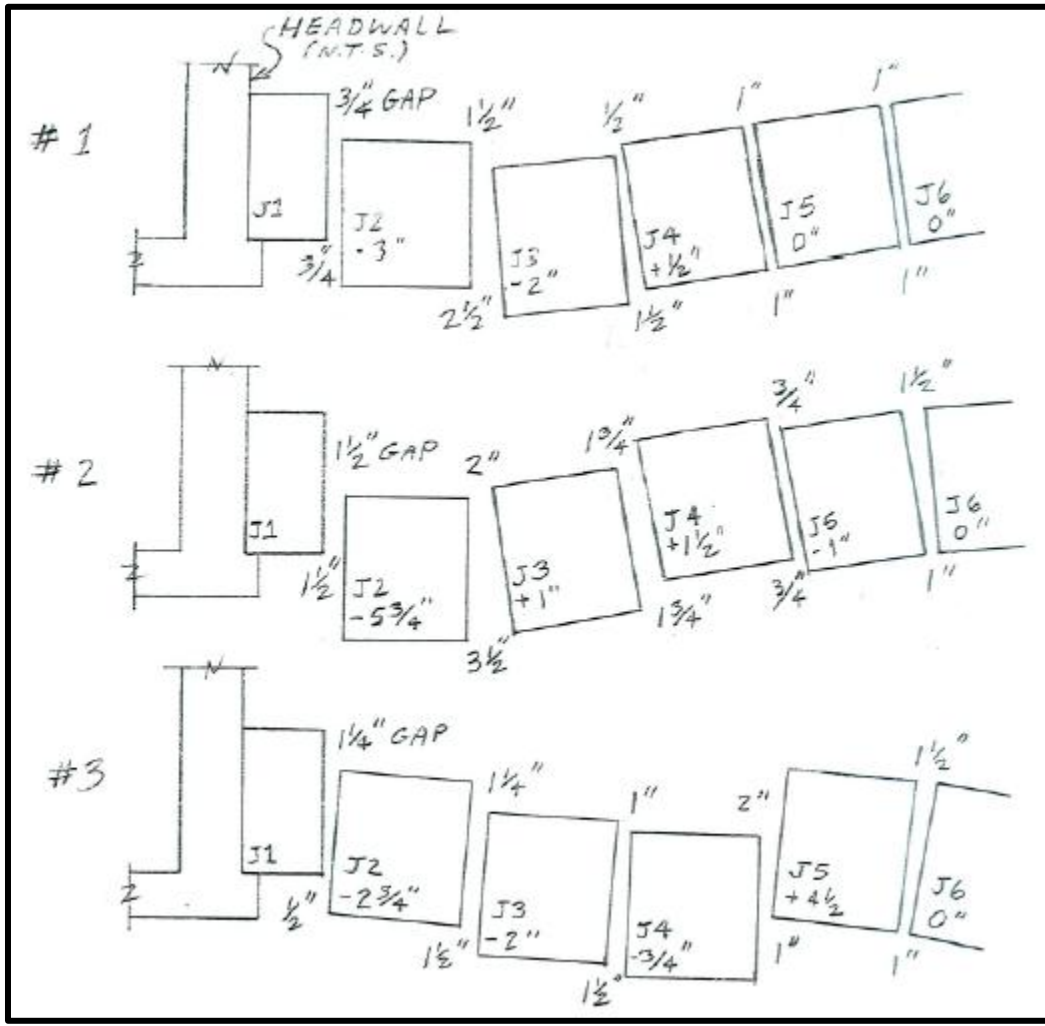 HEADWALL
(N.T.S.)
# 1
3/4" GAP
1 1/2"
1/2"
1"
1"
J1
J2
- 3"
J3
- 2"
J4
+ 1/2"
J5
0"
J6
0"
3/4"
2 1/2"
1 1/2"
1"
1"
# 2
1 1/2" GAP
2"
1 3/4"
3/4"
1 1/2"
J1
J2
- 5 3/4"
J3
+ 1"
J4
+ 1 1/2"
J5
- 1"
J6
0"
1 1/2"
3 1/2"
1 3/4"
3/4"
1"
#3
1 1/4" GAP
1 1/4"
1"
2"
1 1/2"
J1
J2
- 2 3/4"
J3
- 2"
J4
- 3/4"
J5
+ 4 1/2
J6
0"
1/2"
1 1/2"
1 1/2"
1"
1"